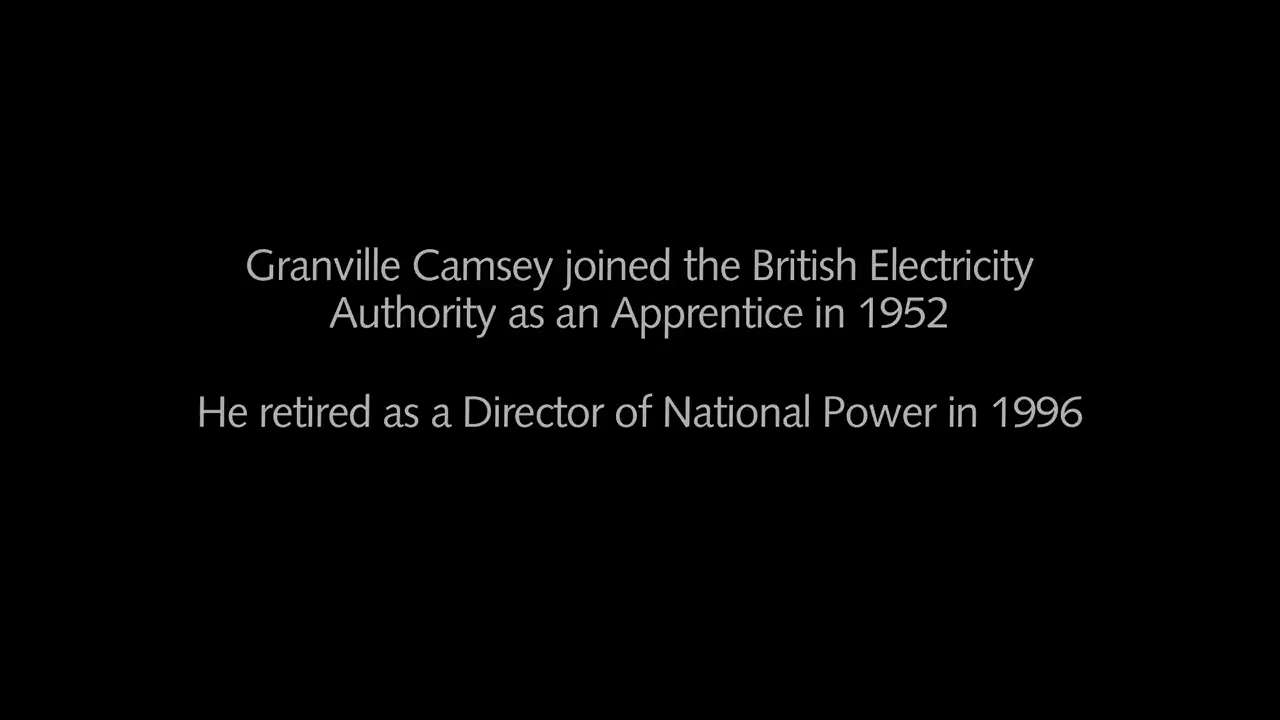 Granville Camsey joined the British Electricity
Authority as an Apprentice in 1952
He retired as a Director of National Power in 1996